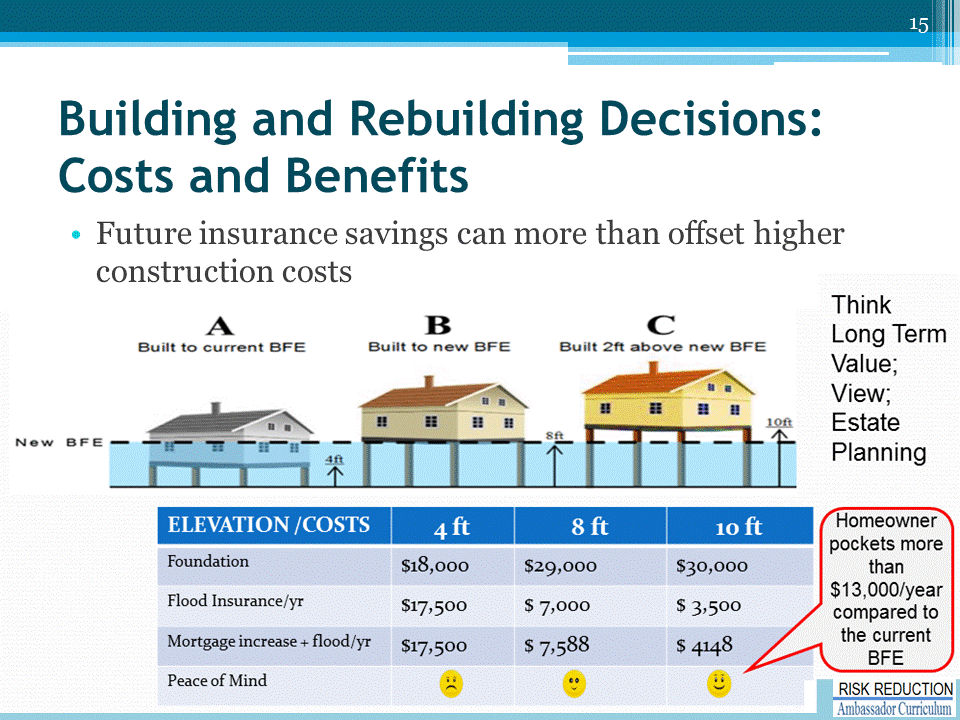 15
Building and Rebuilding Decisions:
Costs and Benefits
• Future insurance savings can more than offset higher
construction costs
A
Built to current BFE
B
Built to new BFE
C
Built 2ft above new BFE
New BFE
4ft
8ft
10ft
Think
Long Term
Value;
View;
Estate
Planning
ELEVATION /COSTS 4 ft 8 ft 10 ft
Foundation $18,000 $29,000 $30,000
Flood Insurance/yr $17,500 $ 7,000 $ 3,500
Mortgage increase + flood/yr $17,500 $ 7,588 $ 4148
Peace of Mind
Homeowner
pockets more
than
$13,000/year
compared to
the current
BFE
RISK REDUCTION
Ambassador Curriculum